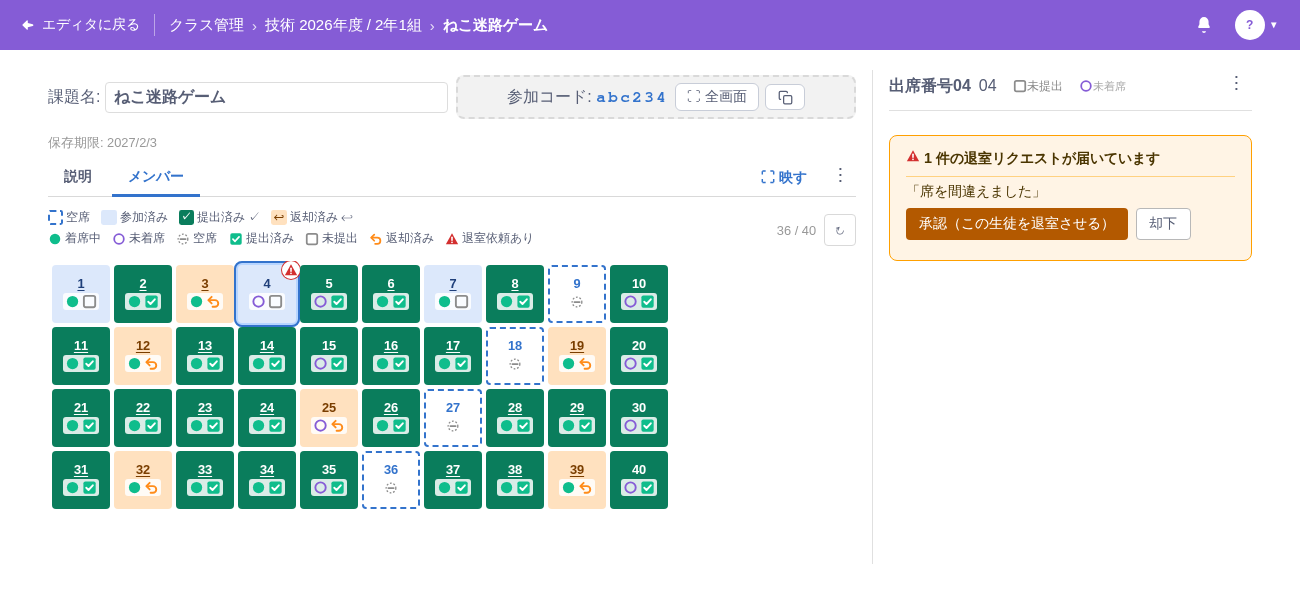 エディタに戻る クラス管理 › 技術 2026年度 / 2年1組 › ねこ迷路ゲーム ?
課題名: ねこ迷路ゲーム 参加コード: abc234 全画面
保存期限: 2027/2/3
説明 メンバー 映す
空席 参加済み 提出済み ✓ 返却済み ↩
着席中 未着席 空席 提出済み 未提出 返却済み 退室依頼あり
36 / 40
1 2 3 4 5 6 7 8 9 10
11 12 13 14 15 16 17 18 19 20
21 22 23 24 25 26 27 28 29 30
31 32 33 34 35 36 37 38 39 40
出席番号04 04 未提出 未着席
1 件の退室リクエストが届いています
「席を間違えました」
承認（この生徒を退室させる） 却下